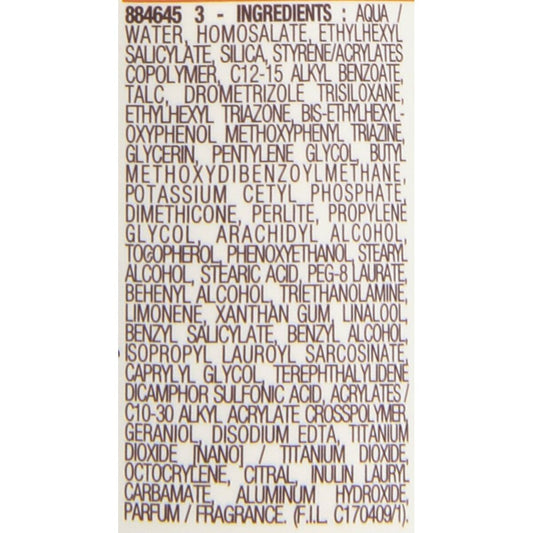 884645 3 - INGREDIENTS : AQUA /
WATER, HOMOSALATE, ETHYLHEXYL
SALICYLATE, SILICA, STYRENE/ACRYLATES
COPOLYMER, C12-15 ALKYL BENZOATE,
TALC, DROMETRIZOLE TRISILOXANE,
ETHYLHEXYL TRIAZONE, BIS-ETHYLHEXYL-
OXYPHENOL METHOXYPHENYL TRIAZINE,
GLYCERIN, PENTYLENE GLYCOL, BUTYL
METHOXYDIBENZOYLMETHANE,
POTASSIUM CETYL PHOSPHATE,
DIMETHICONE, PERLITE, PROPYLENE
GLYCOL, ARACHIDYL ALCOHOL,
TOCOPHEROL, PHENOXYETHANOL, STEARYL
ALCOHOL, STEARIC ACID, PEG-8 LAURATE,
BEHENYL ALCOHOL, TRIETHANOLAMINE,
LIMONENE, XANTHAN GUM, LINALOOL,
BENZYL SALICYLATE, BENZYL ALCOHOL,
ISOPROPYL LAUROYL SARCOSINATE,
CAPRYLYL GLYCOL, TEREPHTHALYLIDENE
DICAMPHOR SULFONIC ACID, ACRYLATES /
C10-30 ALKYL ACRYLATE CROSSPOLYMER,
GERANIOL, DISODIUM EDTA, TITANIUM
DIOXIDE [NANO] / TITANIUM DIOXIDE,
OCTOCRYLENE, CITRAL, INULIN LAURYL
CARBAMATE, ALUMINUM HYDROXIDE,
PARFUM / FRAGRANCE. (F.I.L. C170409/1).